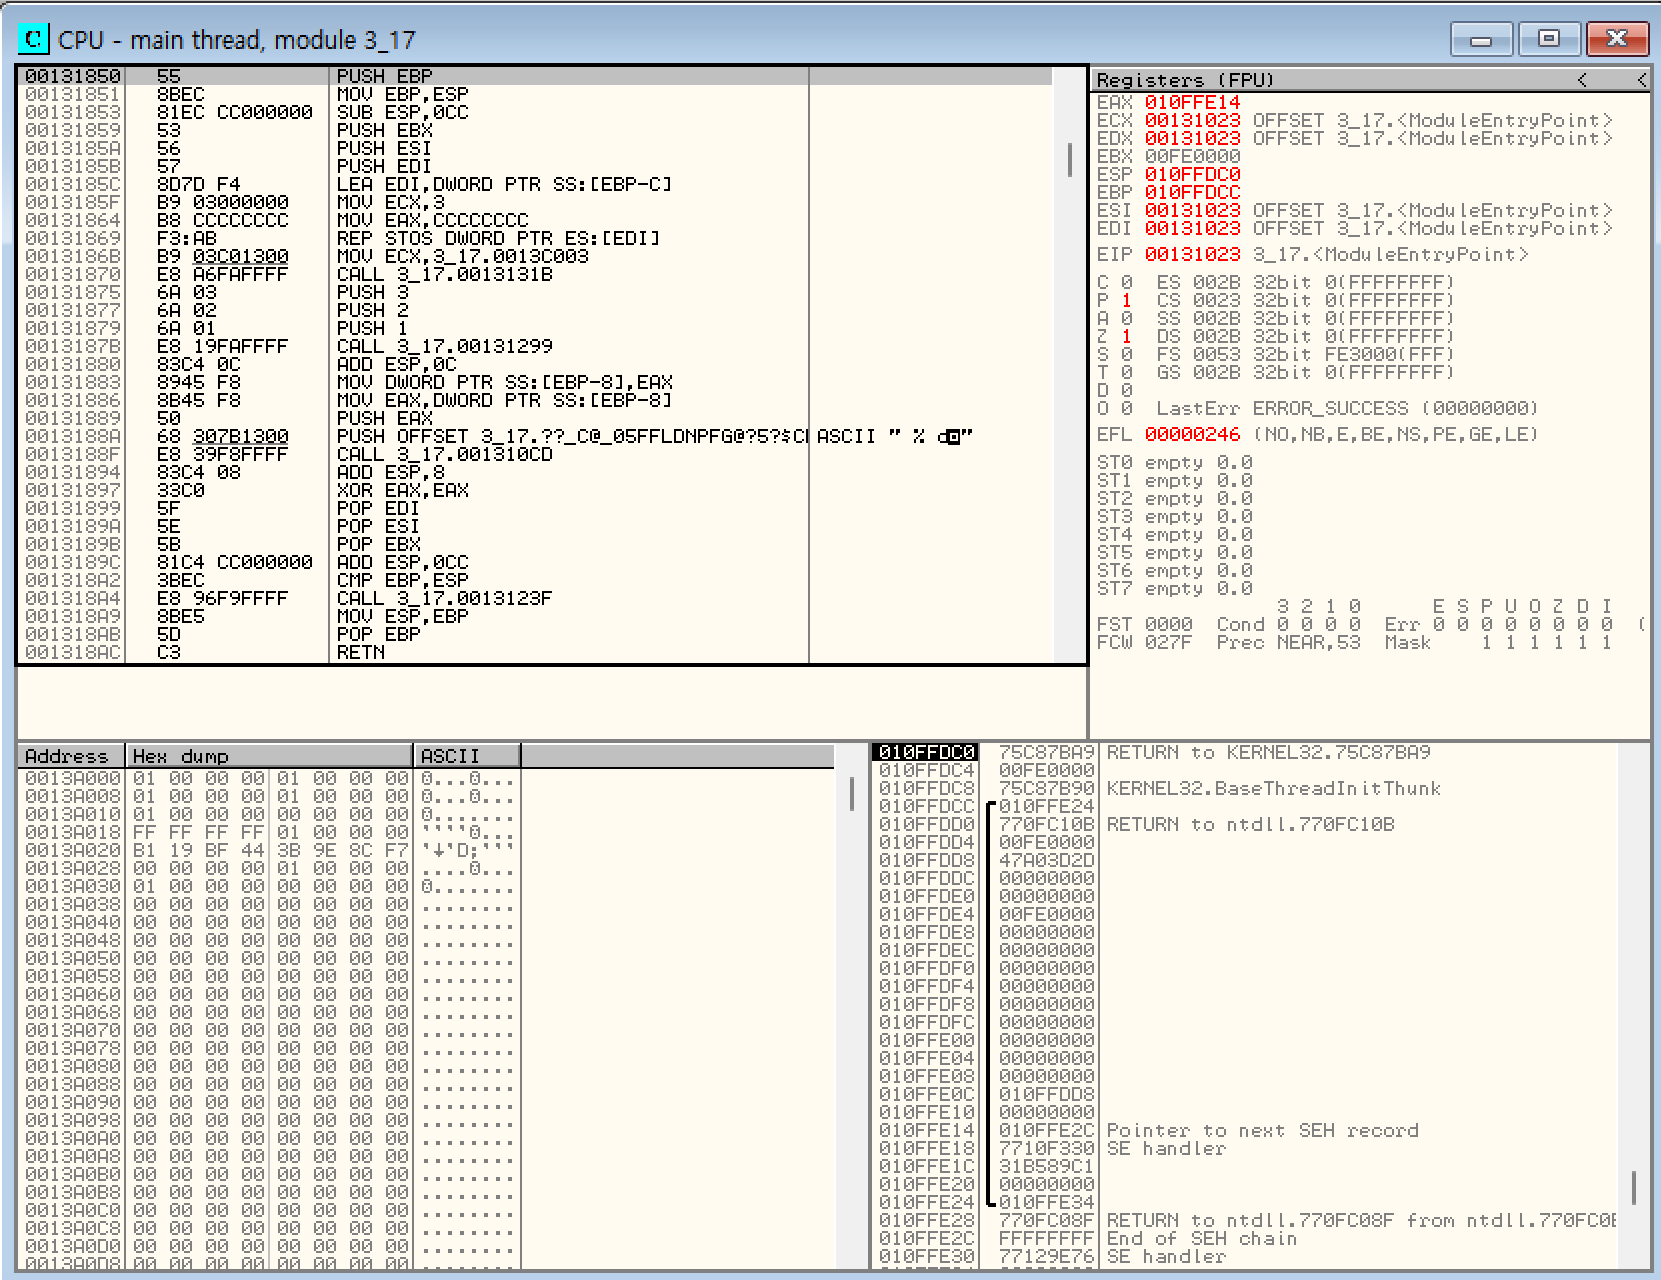 C CPU - main thread, module 3_17
00131850 55 PUSH EBP
00131851 8BEC MOV EBP,ESP
00131853 81EC CC000000 SUB ESP,0CC
00131859 53 PUSH EBX
0013185A 56 PUSH ESI
0013185B 57 PUSH EDI
0013185C 8D7D F4 LEA EDI,DWORD PTR SS:[EBP-C]
0013185F B9 03000000 MOV ECX,3
00131864 B8 CCCCCCCC MOV EAX,CCCCCCCC
00131869 F3:AB REP STOS DWORD PTR ES:[EDI]
0013186B B9 03C01300 MOV ECX,3_17.0013C003
00131870 E8 A6FAFFFF CALL 3_17.0013131B
00131875 6A 03 PUSH 3
00131877 6A 02 PUSH 2
00131879 6A 01 PUSH 1
0013187B E8 19FAFFFF CALL 3_17.00131299
00131880 83C4 0C ADD ESP,0C
00131883 8945 F8 MOV DWORD PTR SS:[EBP-8],EAX
00131886 8B45 F8 MOV EAX,DWORD PTR SS:[EBP-8]
00131889 50 PUSH EAX
0013188A 68 307B1300 PUSH OFFSET 3_17.??_C@_05FFLDNPFG@?5?$CI ASCII " % d◙"
0013188F E8 39F8FFFF CALL 3_17.001310CD
00131894 83C4 08 ADD ESP,8
00131897 33C0 XOR EAX,EAX
00131899 5F POP EDI
0013189A 5E POP ESI
0013189B 5B POP EBX
0013189C 81C4 CC000000 ADD ESP,0CC
001318A2 3BEC CMP EBP,ESP
001318A4 E8 96F9FFFF CALL 3_17.0013123F
001318A9 8BE5 MOV ESP,EBP
001318AB 5D POP EBP
001318AC C3 RETN
Registers (FPU) < <
EAX 010FFE14
ECX 00131023 OFFSET 3_17.<ModuleEntryPoint>
EDX 00131023 OFFSET 3_17.<ModuleEntryPoint>
EBX 00FE0000
ESP 010FFDC0
EBP 010FFDCC
ESI 00131023 OFFSET 3_17.<ModuleEntryPoint>
EDI 00131023 OFFSET 3_17.<ModuleEntryPoint>
EIP 00131023 3_17.<ModuleEntryPoint>
C 0 ES 002B 32bit 0(FFFFFFFF)
P 1 CS 0023 32bit 0(FFFFFFFF)
A 0 SS 002B 32bit 0(FFFFFFFF)
Z 1 DS 002B 32bit 0(FFFFFFFF)
S 0 FS 0053 32bit FE3000(FFF)
T 0 GS 002B 32bit 0(FFFFFFFF)
D 0
O 0 LastErr ERROR_SUCCESS (00000000)
EFL 00000246 (NO,NB,E,BE,NS,PE,GE,LE)
ST0 empty 0.0
ST1 empty 0.0
ST2 empty 0.0
ST3 empty 0.0
ST4 empty 0.0
ST5 empty 0.0
ST6 empty 0.0
ST7 empty 0.0
3 2 1 0 E S P U O Z D I
FST 0000 Cond 0 0 0 0 Err 0 0 0 0 0 0 0 0 (
FCW 027F Prec NEAR,53 Mask 1 1 1 1 1 1
Address Hex dump ASCII
0013A000 01 00 00 00 01 00 00 00 0...0...
0013A008 01 00 00 00 01 00 00 00 0...0...
0013A010 01 00 00 00 00 00 00 00 0.......
0013A018 FF FF FF FF 01 00 00 00 ''''0...
0013A020 B1 19 BF 44 3B 9E 8C F7 '↓'D;'''
0013A028 00 00 00 00 01 00 00 00 ....0...
0013A030 01 00 00 00 00 00 00 00 0.......
0013A038 00 00 00 00 00 00 00 00 ........
0013A040 00 00 00 00 00 00 00 00 ........
0013A048 00 00 00 00 00 00 00 00 ........
0013A050 00 00 00 00 00 00 00 00 ........
0013A058 00 00 00 00 00 00 00 00 ........
0013A060 00 00 00 00 00 00 00 00 ........
0013A068 00 00 00 00 00 00 00 00 ........
0013A070 00 00 00 00 00 00 00 00 ........
0013A078 00 00 00 00 00 00 00 00 ........
0013A080 00 00 00 00 00 00 00 00 ........
0013A088 00 00 00 00 00 00 00 00 ........
0013A090 00 00 00 00 00 00 00 00 ........
0013A098 00 00 00 00 00 00 00 00 ........
0013A0A0 00 00 00 00 00 00 00 00 ........
0013A0A8 00 00 00 00 00 00 00 00 ........
0013A0B0 00 00 00 00 00 00 00 00 ........
0013A0B8 00 00 00 00 00 00 00 00 ........
0013A0C0 00 00 00 00 00 00 00 00 ........
0013A0C8 00 00 00 00 00 00 00 00 ........
0013A0D0 00 00 00 00 00 00 00 00 ........
0013A0D8 00 00 00 00 00 00 00 00 ........
010FFDC0 75C87BA9 RETURN to KERNEL32.75C87BA9
010FFDC4 00FE0000
010FFDC8 75C87B90 KERNEL32.BaseThreadInitThunk
010FFDCC 010FFE24
010FFDD0 770FC10B RETURN to ntdll.770FC10B
010FFDD4 00FE0000
010FFDD8 47A03D2D
010FFDDC 00000000
010FFDE0 00000000
010FFDE4 00FE0000
010FFDE8 00000000
010FFDEC 00000000
010FFDF0 00000000
010FFDF4 00000000
010FFDF8 00000000
010FFDFC 00000000
010FFE00 00000000
010FFE04 00000000
010FFE08 00000000
010FFE0C 010FFDD8
010FFE10 00000000
010FFE14 010FFE2C Pointer to next SEH record
010FFE18 7710F330 SE handler
010FFE1C 31B589C1
010FFE20 00000000
010FFE24 010FFE34
010FFE28 770FC08F RETURN to ntdll.770FC08F from ntdll.770FC0
010FFE2C FFFFFFFF End of SEH chain
010FFE30 77129E76 SE handler